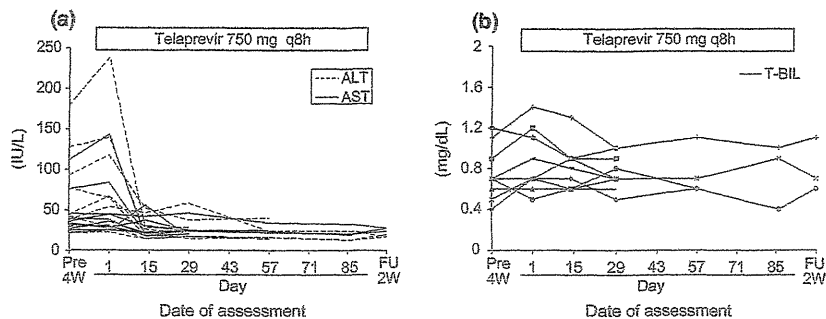 (a)
Telaprevir 750 mg q8h
250
200
150
100
50
0
(IU/L)
ALT
AST
Pre 4W 1 15 29 43 57 71 85 FU 2W
Day
Date of assessment
(b)
Telaprevir 750 mg q8h
2
1.6
1.2
0.8
0.4
0
(mg/dL)
T-BIL
Pre 4W 1 15 29 43 57 71 85 FU 2W
Day
Date of assessment